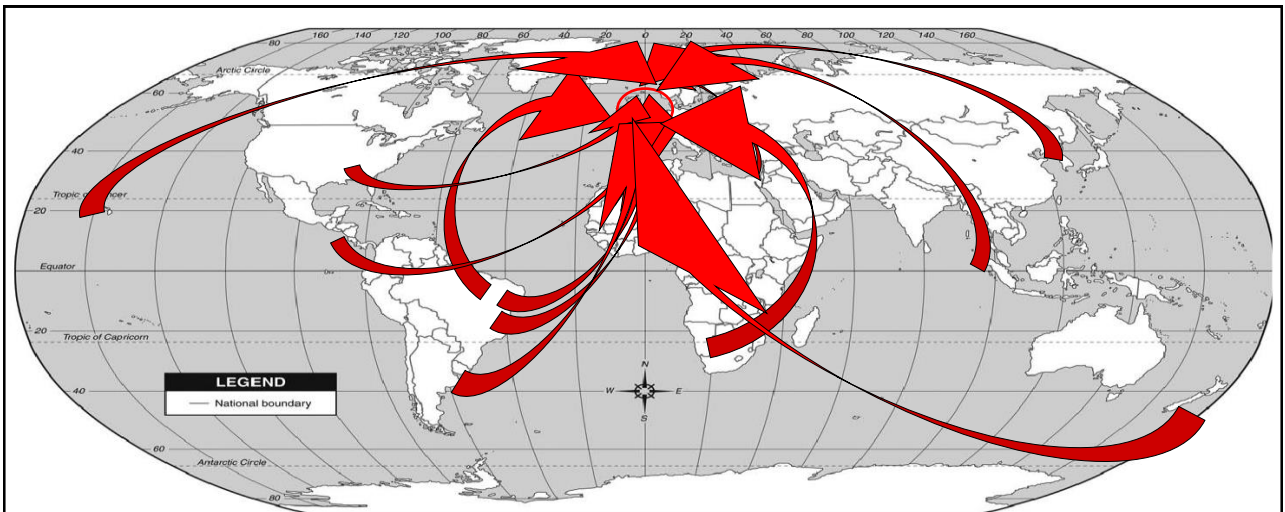 160 140 120 100 80 60 40 20 0 20 40 60 80 100 120 140 160
80
Arctic Circle
60
40
Tropic of Cancer
20
Equator 0
20
Tropic of Capricorn
40
60
Antarctic Circle
80
LEGEND
National boundary
N
W E
S